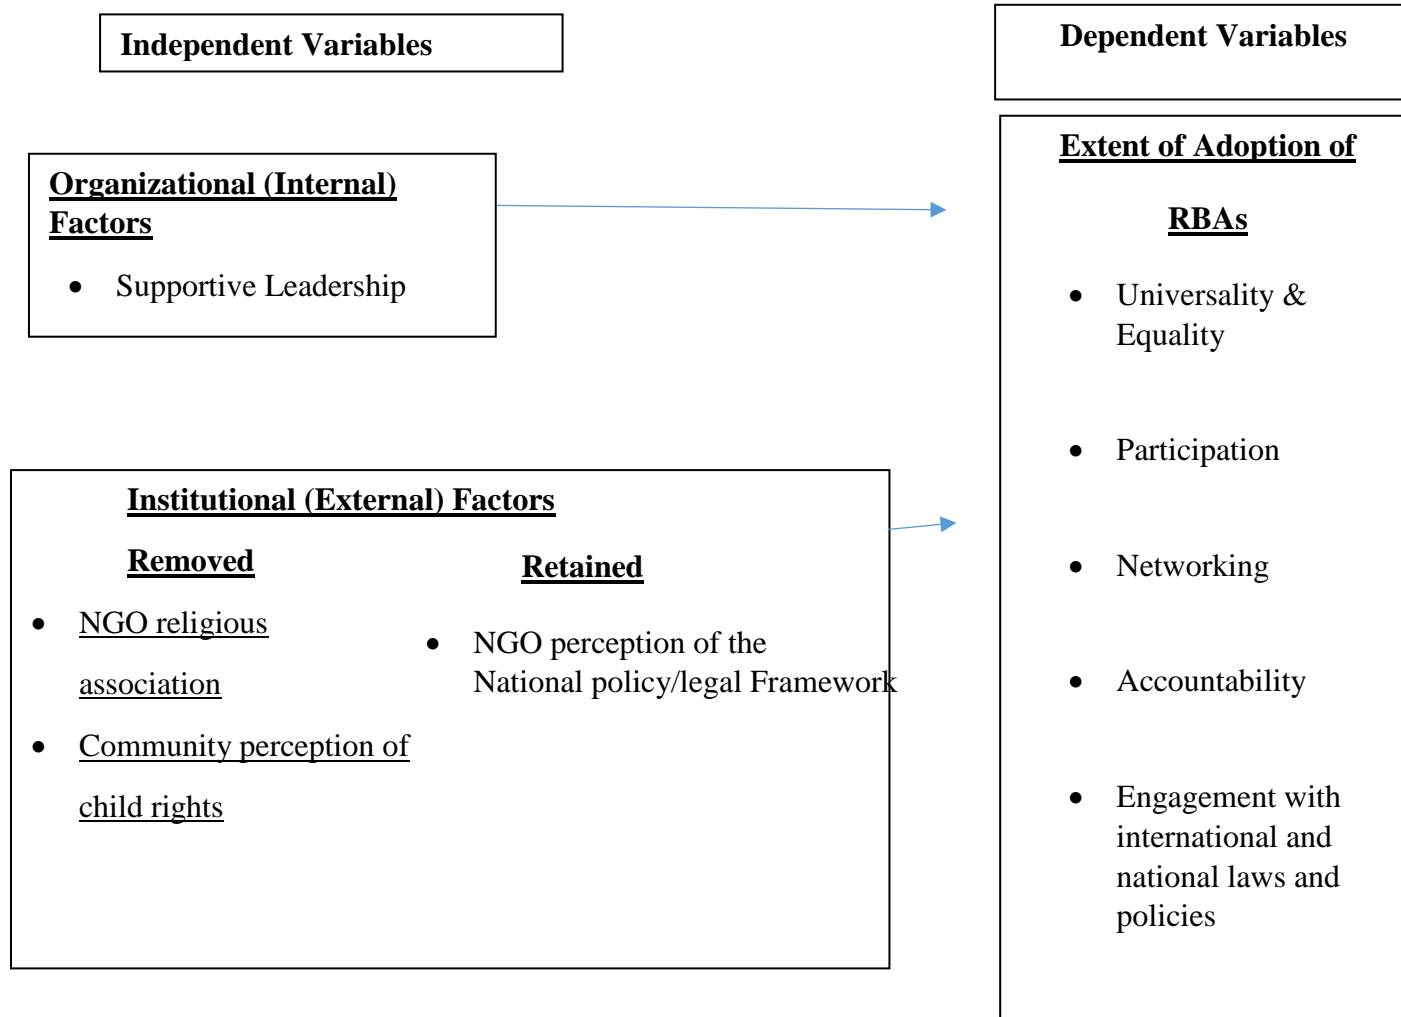 Independent Variables
Dependent Variables
Organizational (Internal)
Factors
• Supportive Leadership
Institutional (External) Factors
Removed
• NGO religious
association
• Community perception of
child rights
Retained
• NGO perception of the
National policy/legal Framework
Extent of Adoption of
RBAs
• Universality &
Equality
• Participation
• Networking
• Accountability
• Engagement with
international and
national laws and
policies